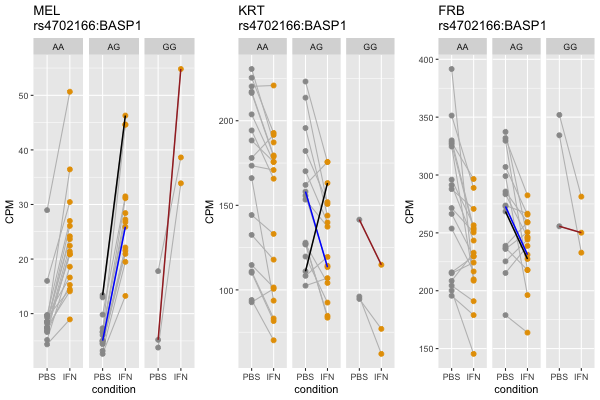 MEL
rs4702166:BASP1
AA AG GG
CPM
50
40
30
20
10
PBS IFN PBS IFN PBS IFN
condition
KRT
rs4702166:BASP1
AA AG GG
CPM
200
150
100
PBS IFN PBS IFN PBS IFN
condition
FRB
rs4702166:BASP1
AA AG GG
CPM
400
350
300
250
200
150
PBS IFN PBS IFN PBS IFN
condition